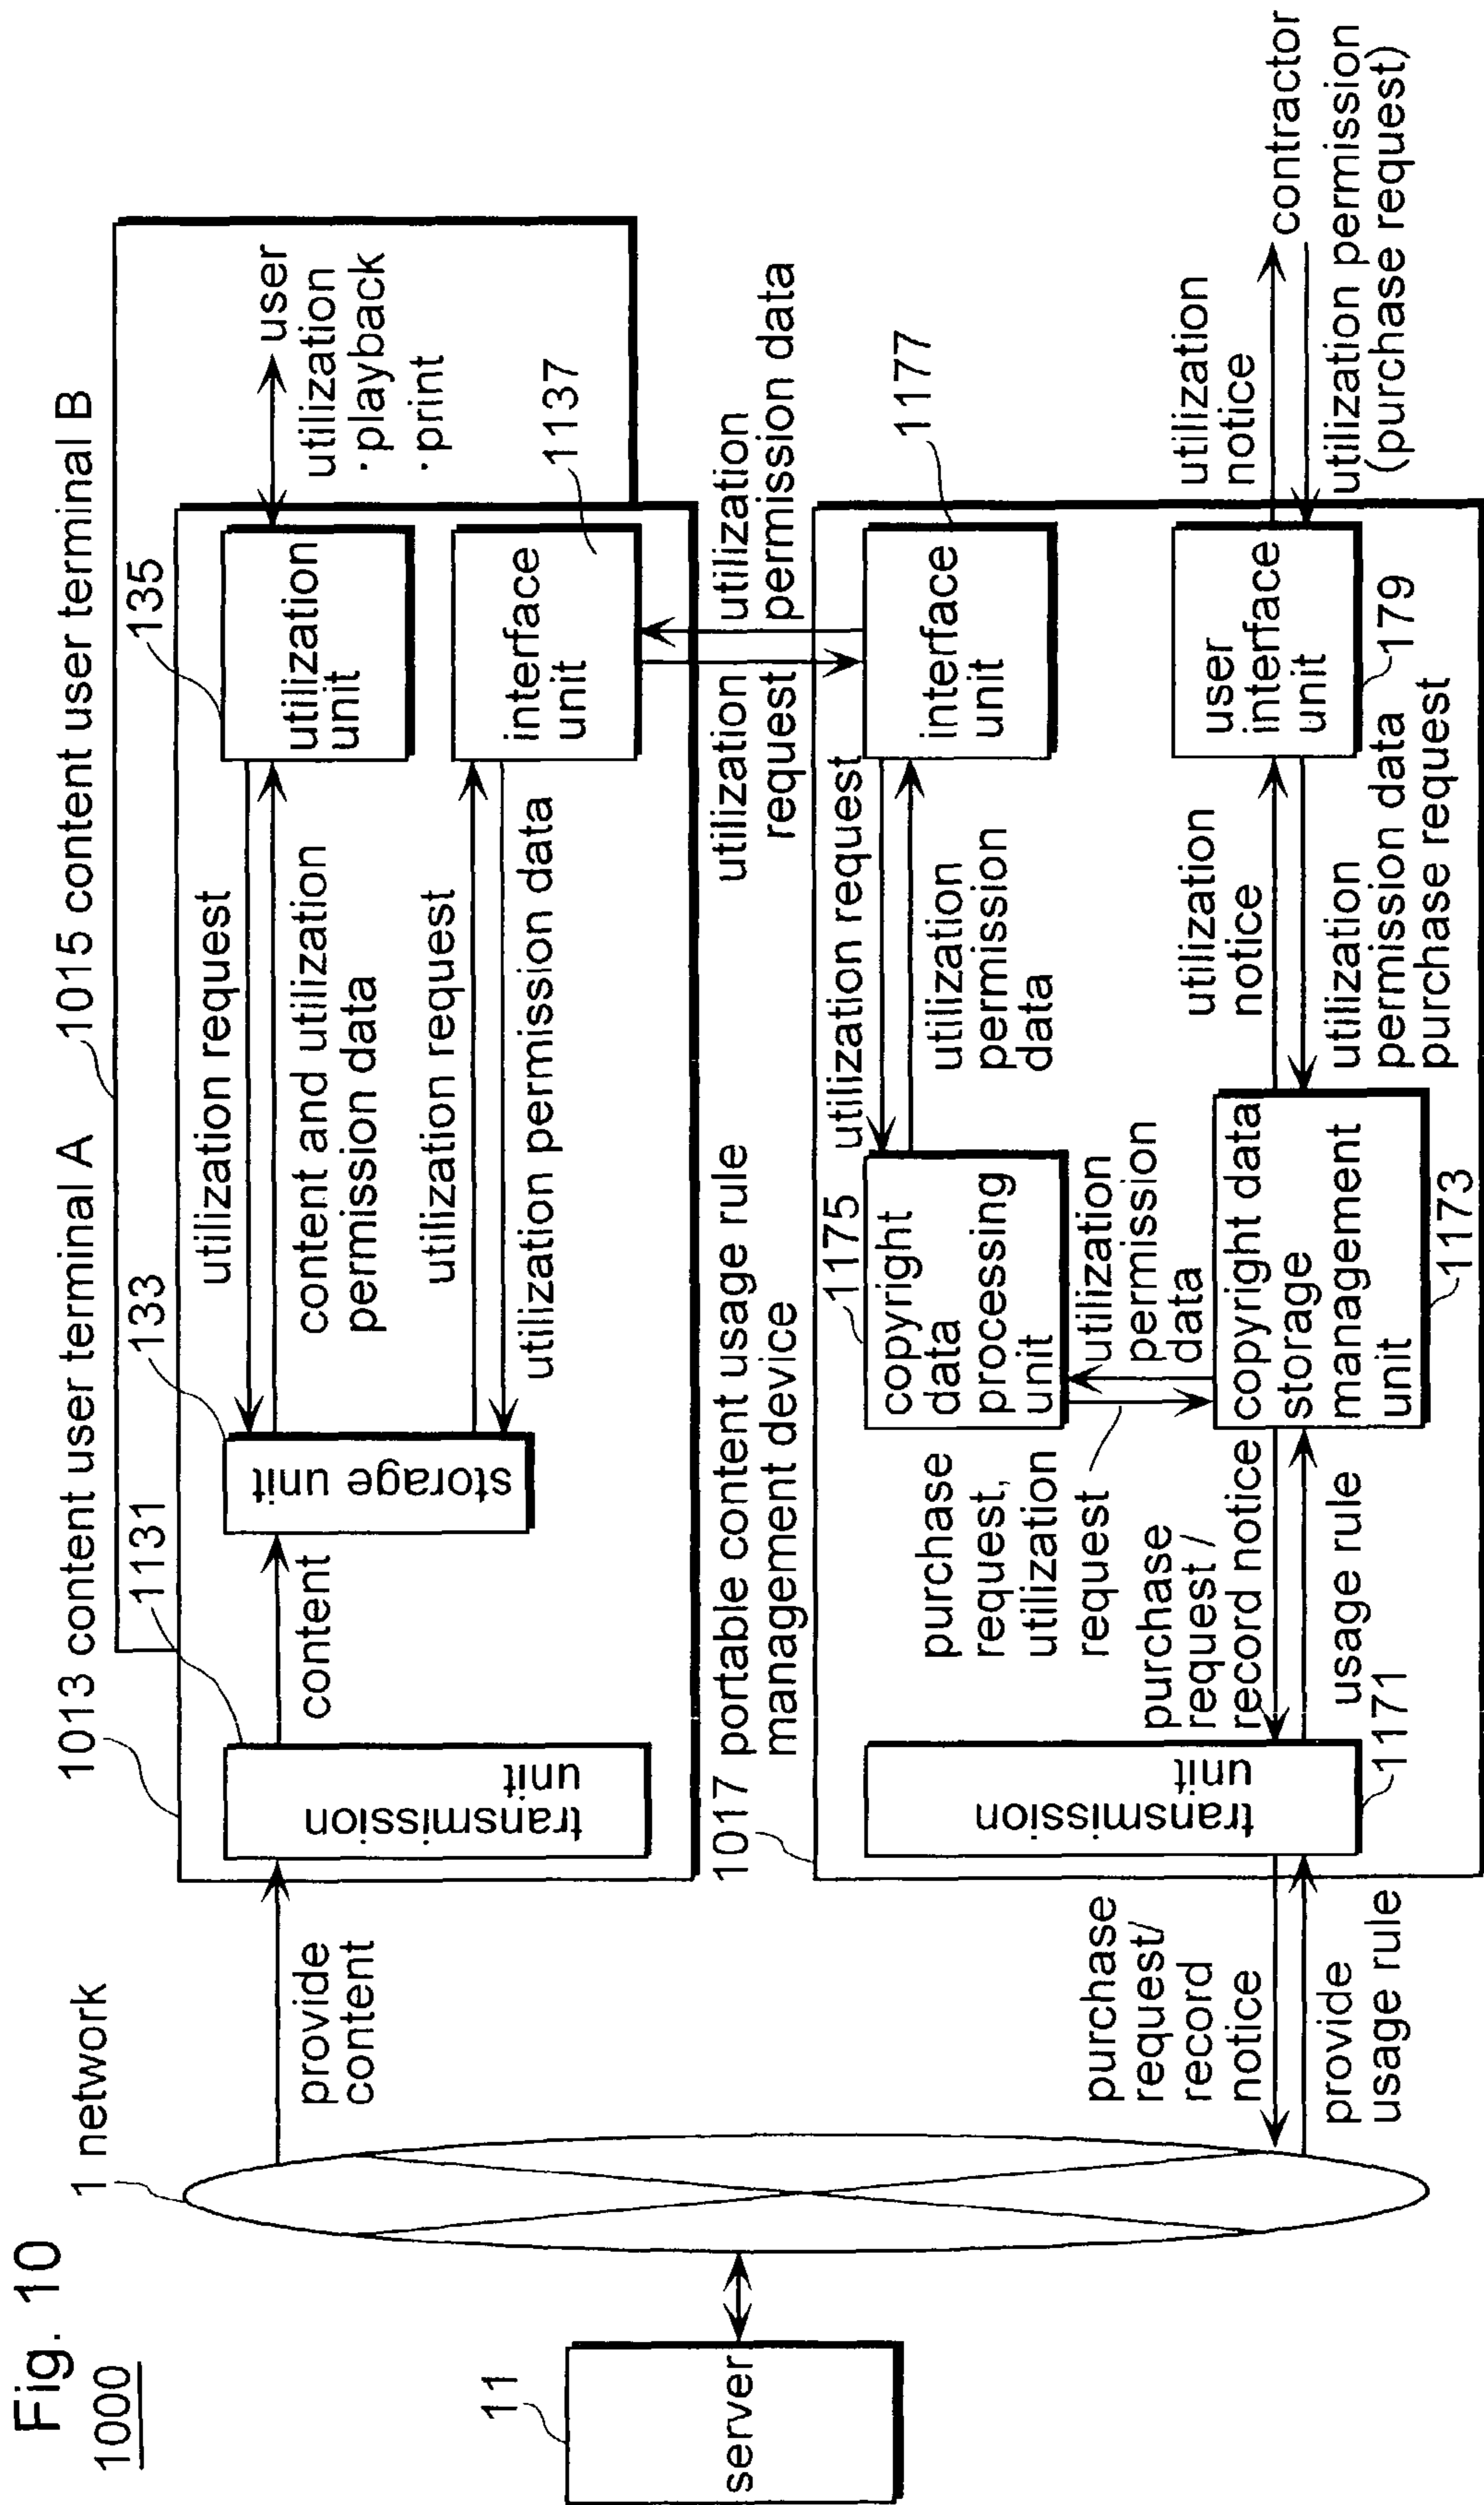 Fig. 10
1000
11
server
1 network
provide
content
purchase
request/
record
notice
provide
usage rule
1013 content user terminal A
1015 content user terminal B
1131
transmission
unit
content
133
storage unit
utilization request
content and utilization
permission data
utilization request
utilization permission data
135
utilization
unit
interface
unit
1137
user
utilization
·playback
·print
utilization
request
utilization
permission data
1017 portable content usage rule
management device
transmission
unit
1171
purchase
request /
record notice
usage rule
purchase
request,
utilization
request
1175
copyright
data
processing
unit
utilization
permission
data
copyright data
storage
management
unit
1173
utilization request
utilization
permission
data
utilization
notice
utilization
permission data
purchase request
interface
unit
1177
user
interface
unit
179
utilization
notice
contractor
utilization permission
(purchase request)